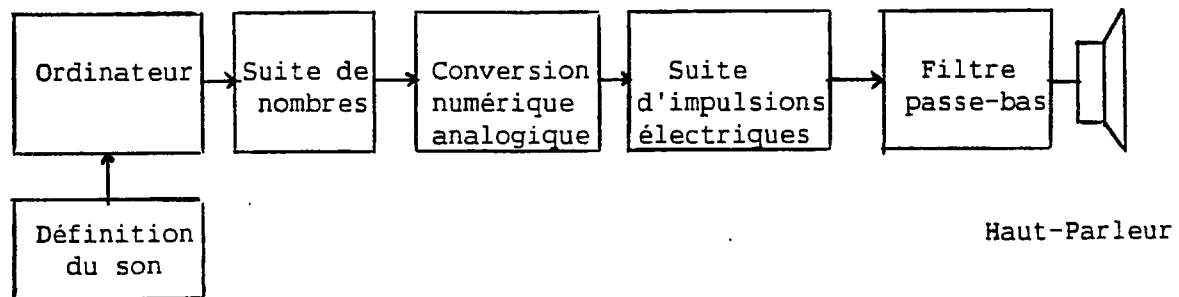 Ordinateur
Suite de
nombres
Conversion
numérique
analogique
Suite
d'impulsions
électriques
Filtre
passe-bas
Définition
du son
Haut-Parleur